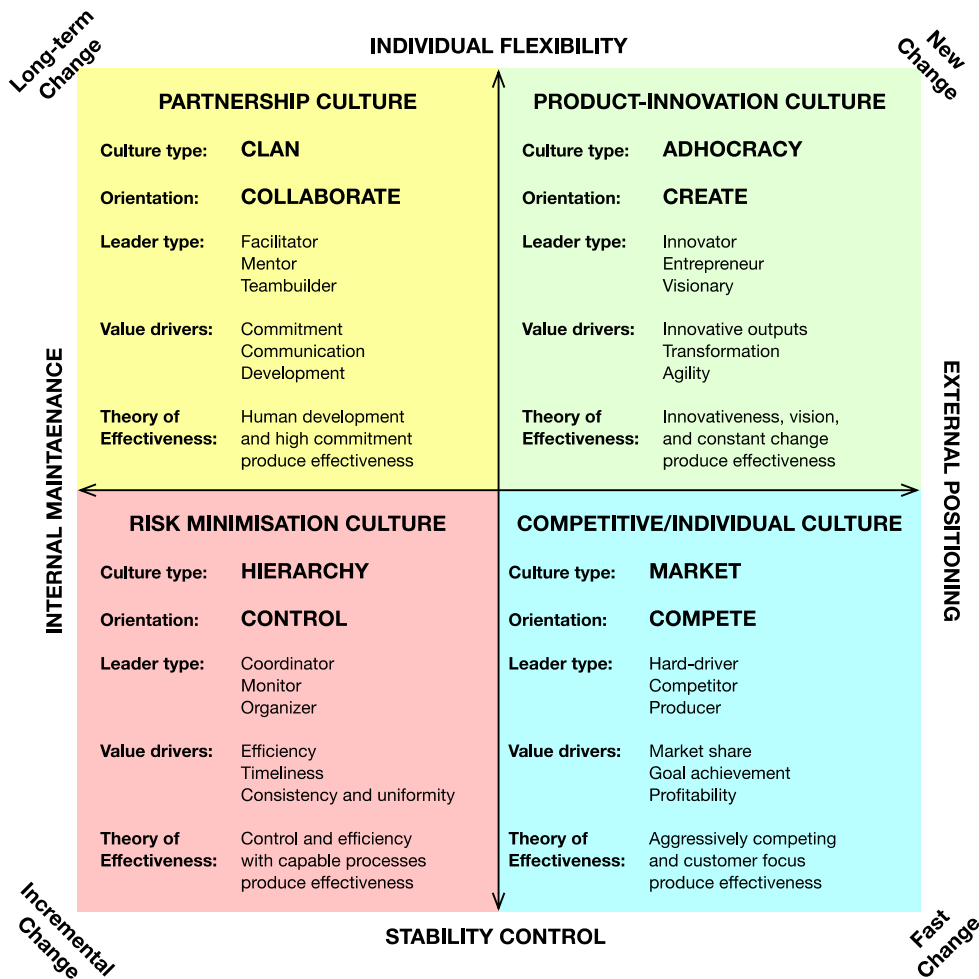 Long-term
Change
INDIVIDUAL FLEXIBILITY
New
Change
PARTNERSHIP CULTURE
Culture type: CLAN
Orientation: COLLABORATE
Leader type: Facilitator
Mentor
Teambuilder
Value drivers: Commitment
Communication
Development
Theory of Human development
Effectiveness: and high commitment
produce effectiveness
PRODUCT-INNOVATION CULTURE
Culture type: ADHOCRACY
Orientation: CREATE
Leader type: Innovator
Entrepreneur
Visionary
Value drivers: Innovative outputs
Transformation
Agility
Theory of Innovativeness, vision,
Effectiveness: and constant change
produce effectiveness
INTERNAL MAINTAENANCE
EXTERNAL POSITIONING
RISK MINIMISATION CULTURE
Culture type: HIERARCHY
Orientation: CONTROL
Leader type: Coordinator
Monitor
Organizer
Value drivers: Efficiency
Timeliness
Consistency and uniformity
Theory of Control and efficiency
Effectiveness: with capable processes
produce effectiveness
COMPETITIVE/INDIVIDUAL CULTURE
Culture type: MARKET
Orientation: COMPETE
Leader type: Hard-driver
Competitor
Producer
Value drivers: Market share
Goal achievement
Profitability
Theory of Aggressively competing
Effectiveness: and customer focus
produce effectiveness
Incremental
Change
STABILITY CONTROL
Fast
Change